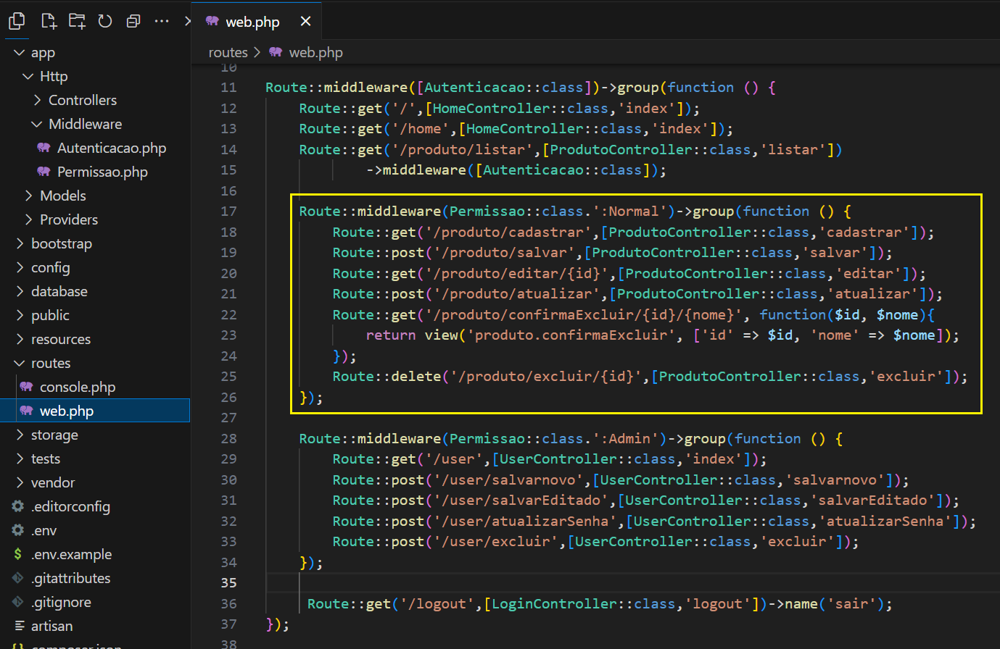 web.php
routes > web.php
app
Http
Controllers
Middleware
Autenticacao.php
Permissao.php
Models
Providers
bootstrap
config
database
public
resources
routes
console.php
web.php
storage
tests
vendor
.editorconfig
.env
$ .env.example
.gitattributes
.gitignore
artisan
{} composer.json
10
11 Route::middleware([Autenticacao::class])->group(function () {
12 Route::get('/',[HomeController::class,'index']);
13 Route::get('/home',[HomeController::class,'index']);
14 Route::get('/produto/listar',[ProdutoController::class,'listar'])
15 ->middleware([Autenticacao::class]);
16
17 Route::middleware(Permissao::class.':Normal')->group(function () {
18 Route::get('/produto/cadastrar',[ProdutoController::class,'cadastrar']);
19 Route::post('/produto/salvar',[ProdutoController::class,'salvar']);
20 Route::get('/produto/editar/{id}',[ProdutoController::class,'editar']);
21 Route::post('/produto/atualizar',[ProdutoController::class,'atualizar']);
22 Route::get('/produto/confirmaExcluir/{id}/{nome}', function($id, $nome){
23 return view('produto.confirmaExcluir', ['id' => $id, 'nome' => $nome]);
24 });
25 Route::delete('/produto/excluir/{id}',[ProdutoController::class,'excluir']);
26 });
27
28 Route::middleware(Permissao::class.':Admin')->group(function () {
29 Route::get('/user',[UserController::class,'index']);
30 Route::post('/user/salvarnovo',[UserController::class,'salvarnovo']);
31 Route::post('/user/salvarEditado',[UserController::class,'salvarEditado']);
32 Route::post('/user/atualizarSenha',[UserController::class,'atualizarSenha']);
33 Route::post('/user/excluir',[UserController::class,'excluir']);
34 });
35
36 Route::get('/logout',[LoginController::class,'logout'])->name('sair');
37 });
38